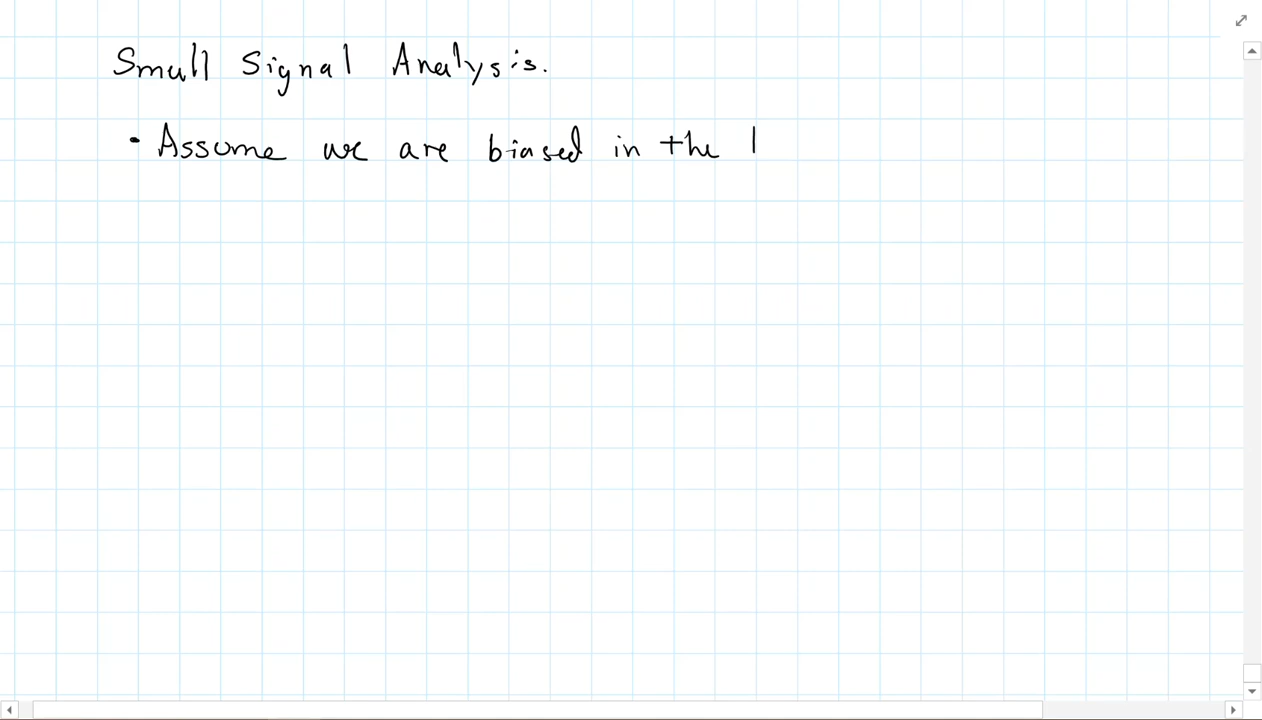 Small Signal Analysis.
• Assume we are biased in the